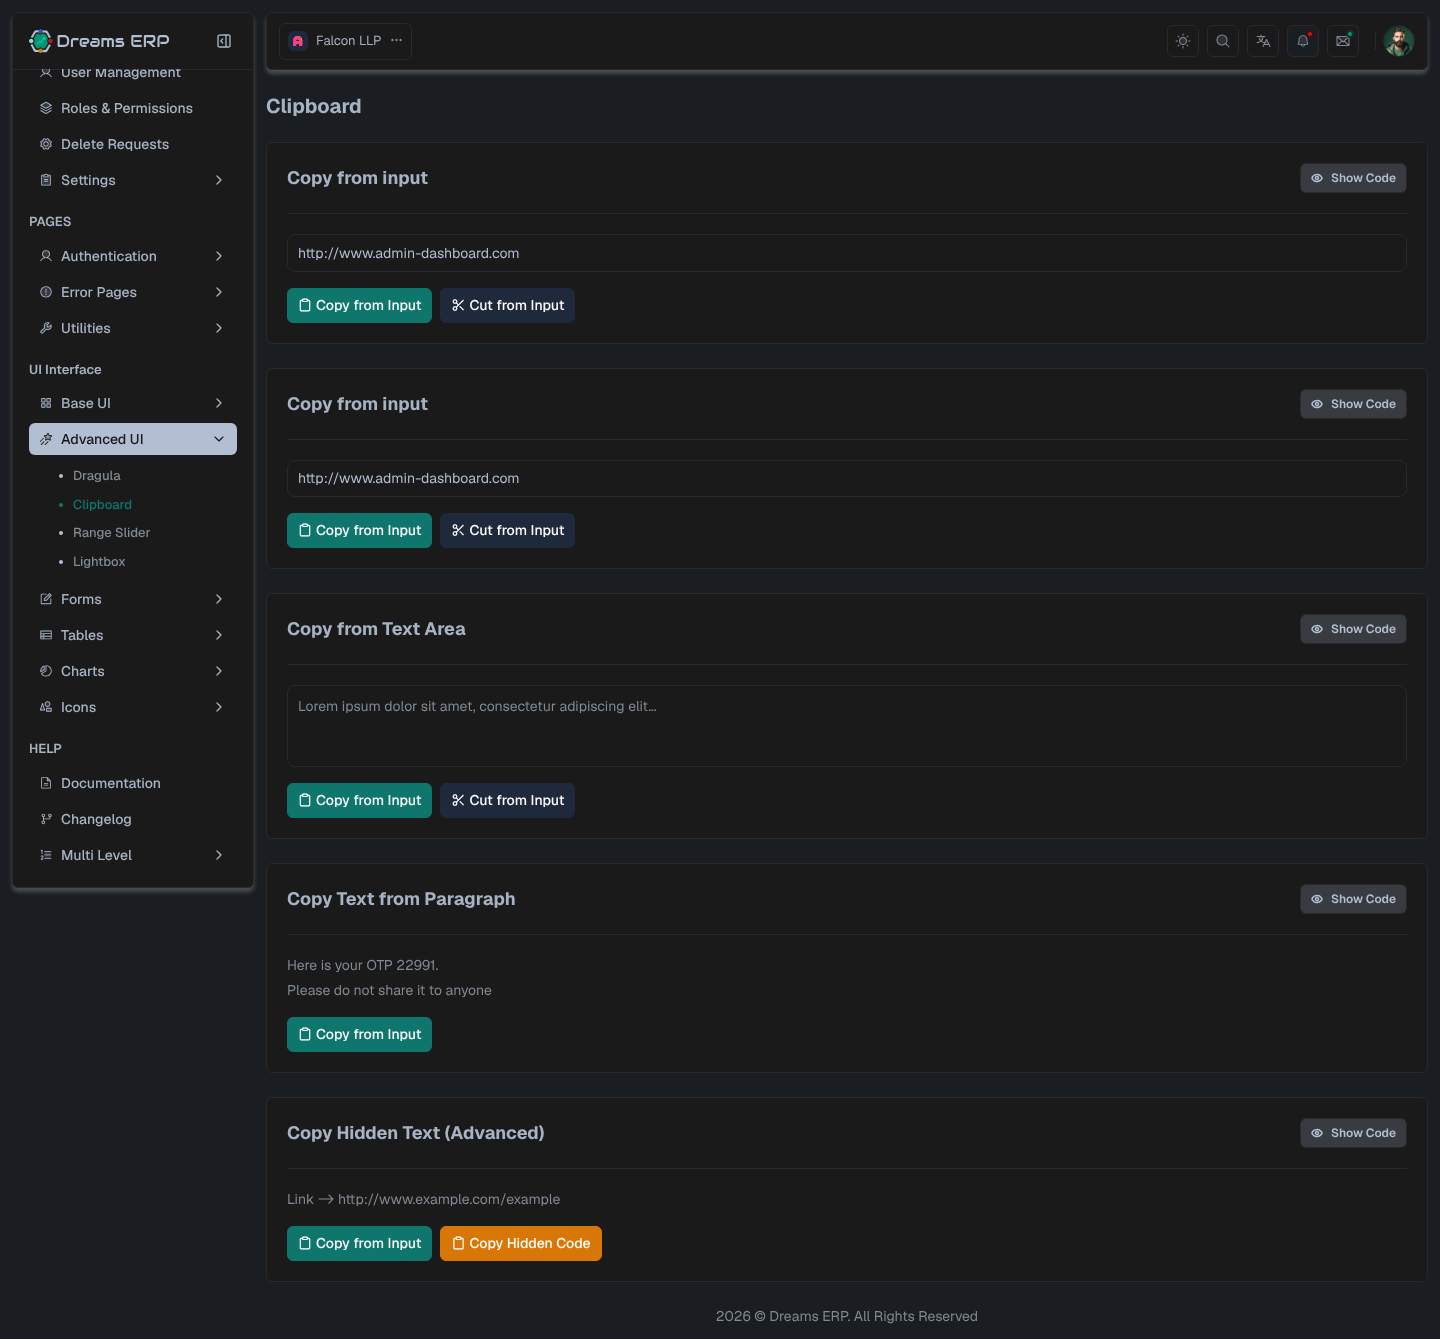 Dreams ERP
User Management
Roles & Permissions
Delete Requests
Settings
PAGES
Authentication
Error Pages
Utilities
UI Interface
Base UI
Advanced UI
Dragula
Clipboard
Range Slider
Lightbox
Forms
Tables
Charts
Icons
HELP
Documentation
Changelog
Multi Level
Falcon LLP
Clipboard
Copy from input
Show Code
http://www.admin-dashboard.com
Copy from Input
Cut from Input
Copy from input
Show Code
http://www.admin-dashboard.com
Copy from Input
Cut from Input
Copy from Text Area
Show Code
Lorem ipsum dolor sit amet, consectetur adipiscing elit...
Copy from Input
Cut from Input
Copy Text from Paragraph
Show Code
Here is your OTP 22991.
Please do not share it to anyone
Copy from Input
Copy Hidden Text (Advanced)
Show Code
Link —> http://www.example.com/example
Copy from Input
Copy Hidden Code
2026 © Dreams ERP. All Rights Reserved